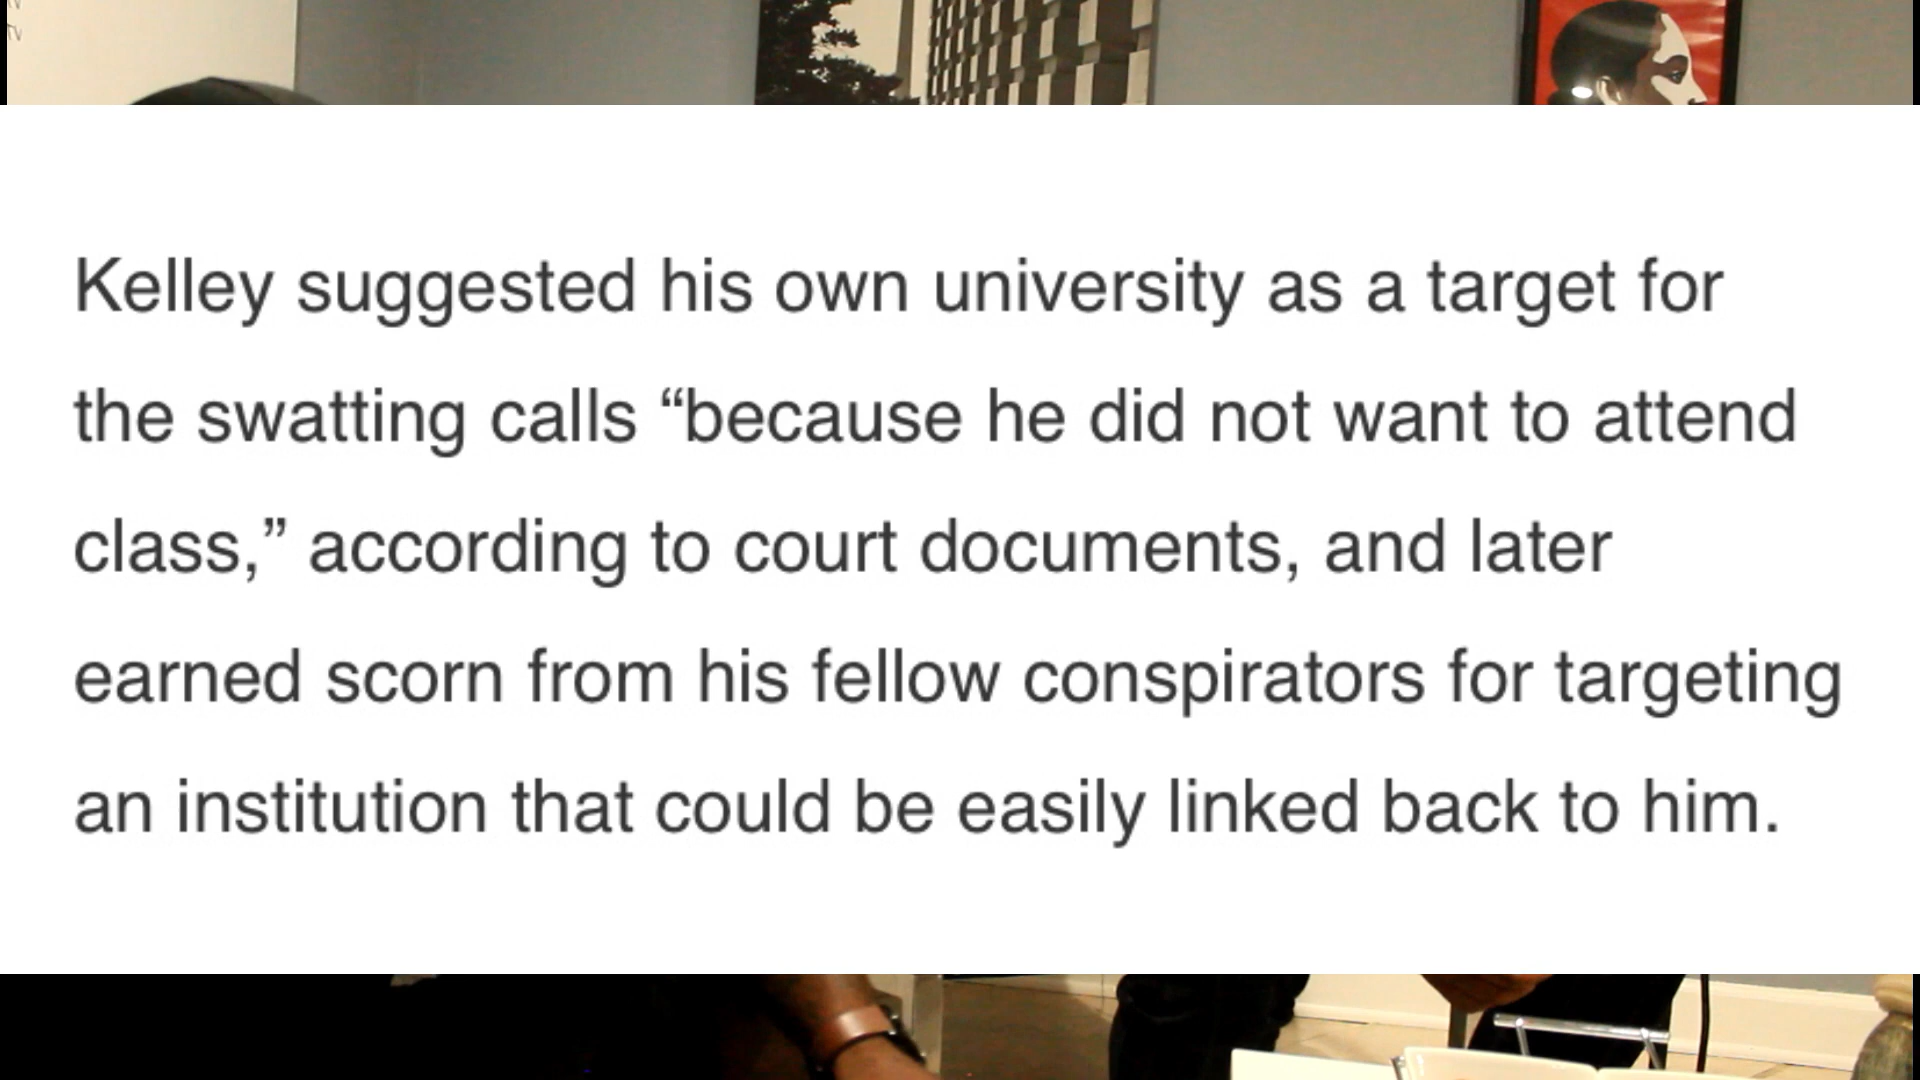 Kelley suggested his own university as a target for
the swatting calls “because he did not want to attend
class,” according to court documents, and later
earned scorn from his fellow conspirators for targeting
an institution that could be easily linked back to him.